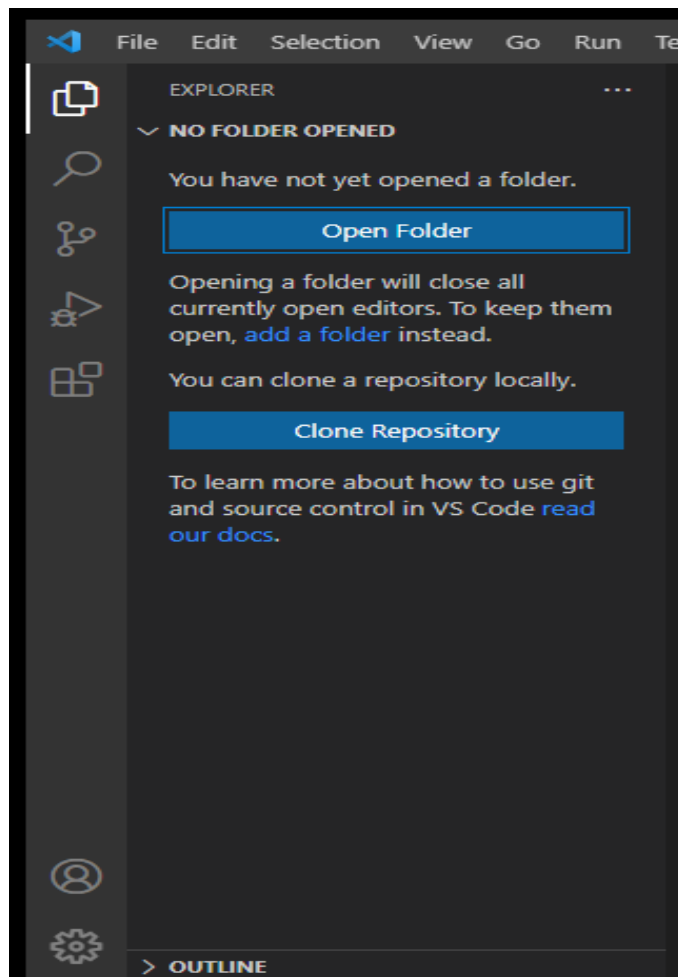 File Edit Selection View Go Run Te
EXPLORER ...
NO FOLDER OPENED
You have not yet opened a folder.
Open Folder
Opening a folder will close all
currently open editors. To keep them
open, add a folder instead.
You can clone a repository locally.
Clone Repository
To learn more about how to use git
and source control in VS Code read
our docs.
OUTLINE